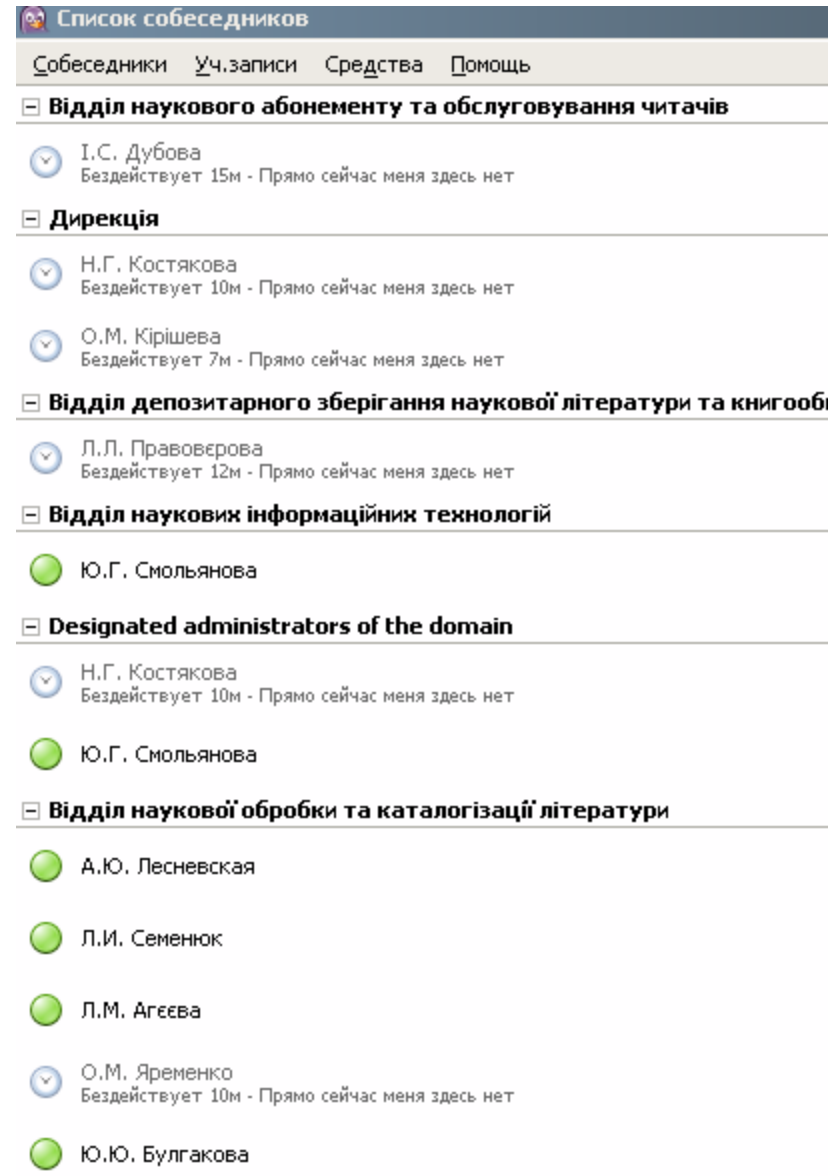 Список собеседников
Собеседники Уч.записи Средства Помощь
Відділ наукового абонементу та обслуговування читачів
І.С. Дубова
Бездействует 15м - Прямо сейчас меня здесь нет
Дирекція
Н.Г. Костякова
Бездействует 10м - Прямо сейчас меня здесь нет
О.М. Кірішева
Бездействует 7м - Прямо сейчас меня здесь нет
Відділ депозитарного зберігання наукової літератури та
Л.Л. Правовєрова
Бездействует 12м - Прямо сейчас меня здесь нет
Відділ наукових інформаційних технологій
Ю.Г. Смольянова
Designated administrators of the domain
Н.Г. Костякова
Бездействует 10м - Прямо сейчас меня здесь нет
Ю.Г. Смольянова
Відділ наукової обробки та каталогізації літератури
А.Ю. Лесневская
Л.И. Семенюк
Л.М. Агєєва
О.М. Яременко
Бездействует 10м - Прямо сейчас меня здесь нет
Ю.Ю. Булгакова